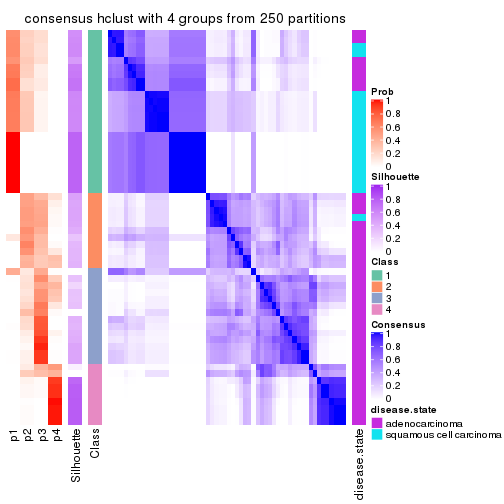 consensus hclust with 4 groups from 250 partitions
Prob
1
0.8
0.6
0.4
0.2
0
Silhouette
1
0.8
0.6
0.4
0.2
0
Class
1
2
3
4
Consensus
1
0.8
0.6
0.4
0.2
0
disease.state
adenocarcinoma
squamous cell carcinoma
p1
p2
p3
p4
Silhouette
Class
disease.state